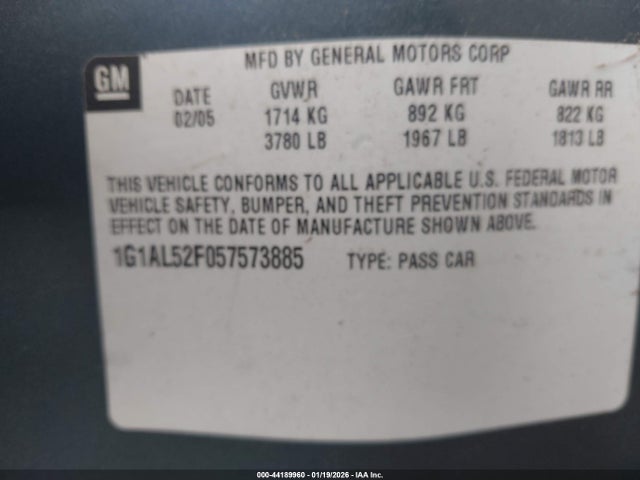 MFD BY GENERAL MOTORS CORP
GM
DATE GVWR GAWR FRT GAWR RR
02/05 1714 KG 892 KG 822 KG
3780 LB 1967 LB 1813 LB
THIS VEHICLE CONFORMS TO ALL APPLICABLE U.S. FEDERAL MOTOR
VEHICLE SAFETY, BUMPER, AND THEFT PREVENTION STANDARDS IN
EFFECT ON THE DATE OF MANUFACTURE SHOWN ABOVE.
1G1AL52F057573885 TYPE: PASS CAR
000-44189960 - 01/19/2026 - IAA Inc.